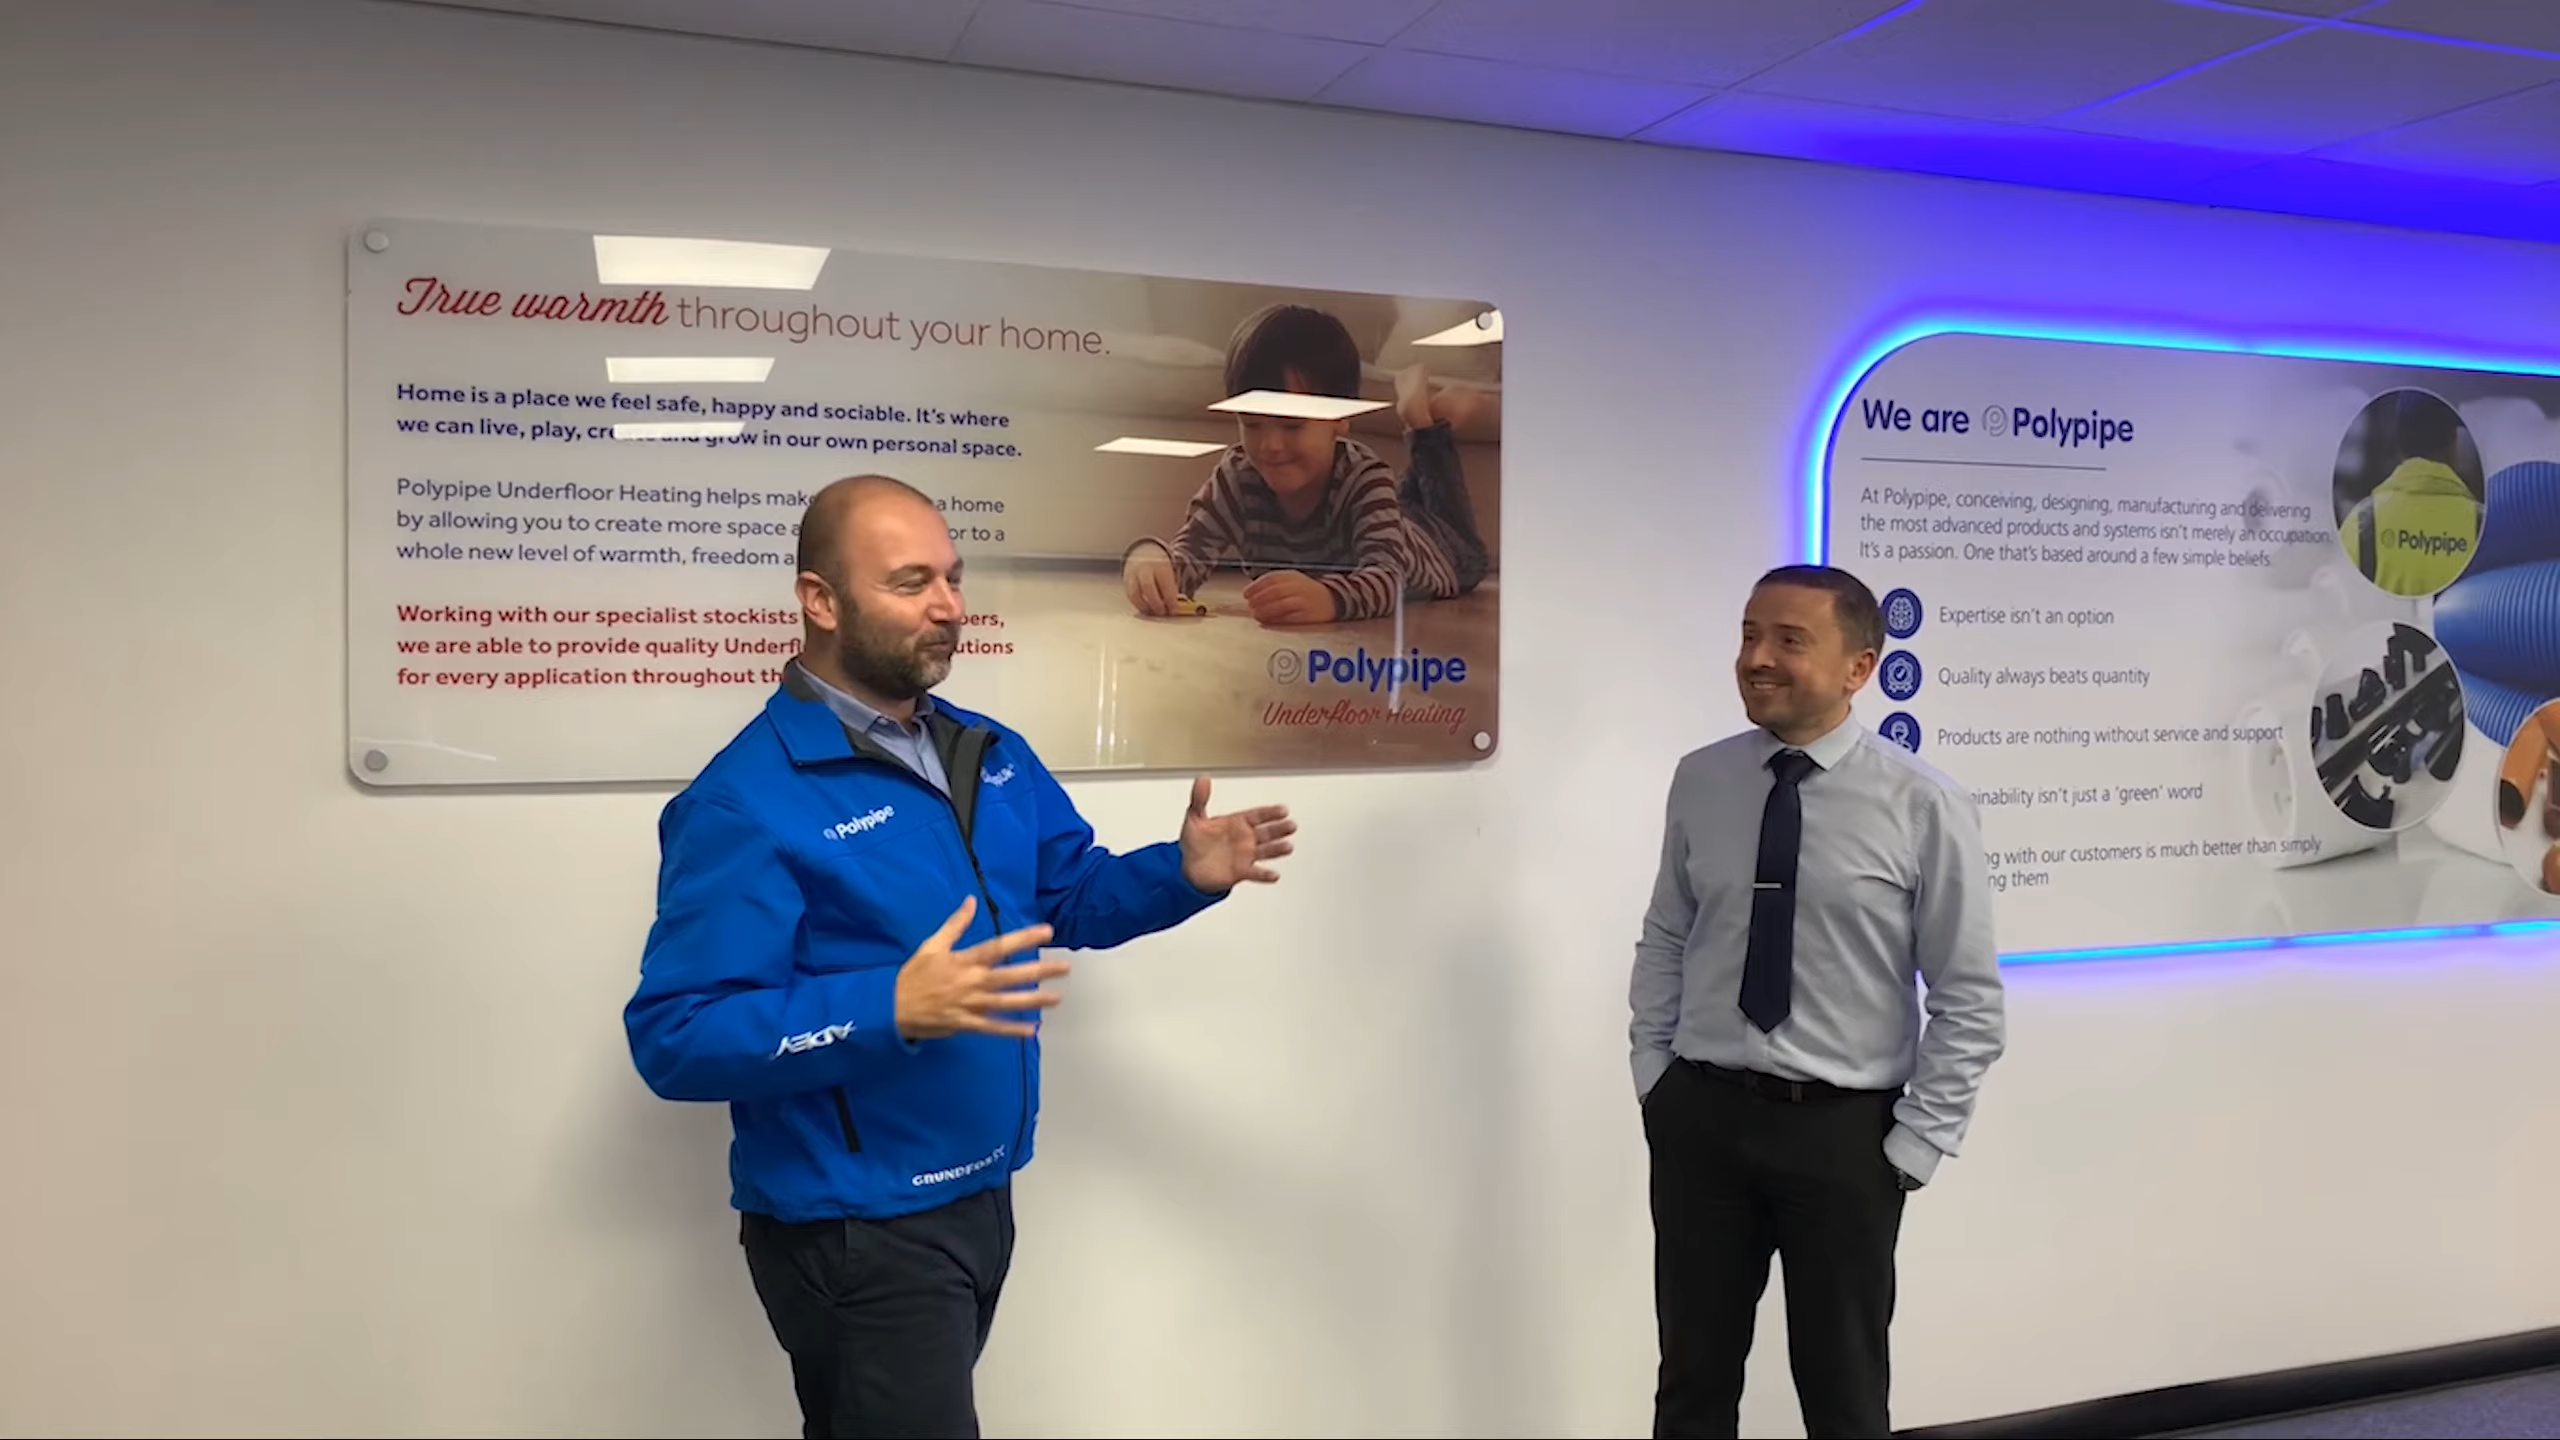 True warmth throughout your home.
Home is a place we feel safe, happy and sociable. It's where
we can live, play, and grow in our own personal space.
Polypipe Underfloor Heating helps make a home
by allowing you to create more space or to a
whole new level of warmth, freedom
Working with our specialist stockists
we are able to provide quality
for every application throughout
Polypipe
Underfloor Heating
We are Polypipe
At Polypipe, conceiving, designing, manufacturing and delivering
the most advanced products and systems isn't merely an occupation.
It's a passion. One that's based around a few simple beliefs.
Expertise isn't an option
Quality always beats quantity
Products are nothing without service and support
isn't just a 'green' word
with our customers is much better than simply
them
Polypipe
Polypipe
ADEY
GRUNDFOS